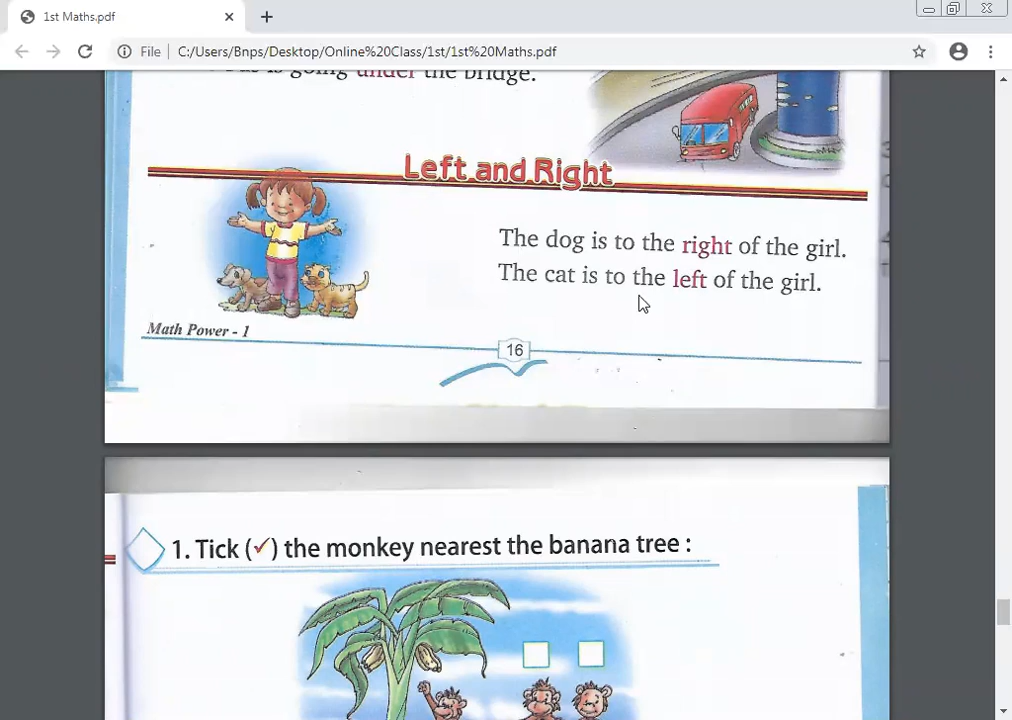 1st Maths.pdf
File C:/Users/Bnps/Desktop/Online%20Class/1st/1st%20Maths.pdf
is going under the bridge.
Left and Right
The dog is to the right of the girl.
The cat is to the left of the girl.
Math Power - 1
16
1. Tick (✓) the monkey nearest the banana tree :